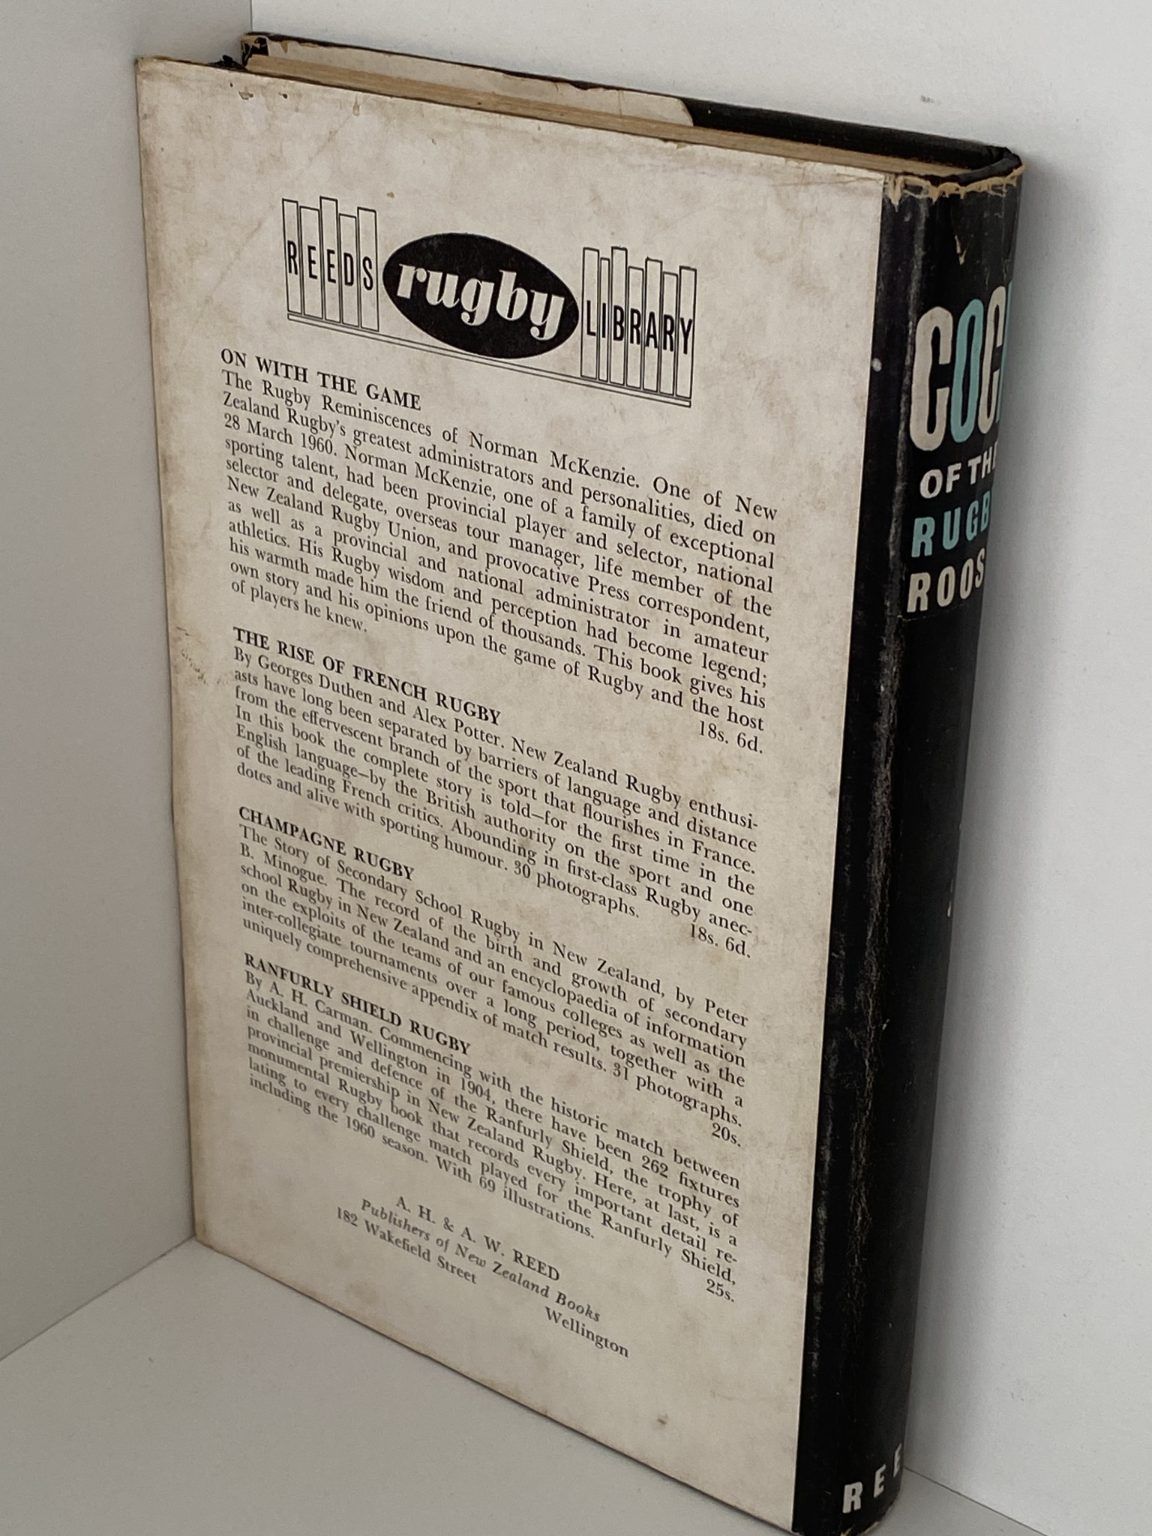 REEDS rugby LIBRARY
ON WITH THE GAME
The Rugby Reminiscences of Norman McKenzie. One of New
Zealand Rugby's greatest administrators and personalities, died on
28 March 1960. Norman McKenzie, one of a family of exceptional
sporting talent, had been provincial player and selector, national
selector and delegate, overseas tour manager, life member of the
New Zealand Rugby Union, and provocative Press correspondent,
as well as a provincial and national administrator in amateur
athletics. His Rugby wisdom and perception had become legend;
his warmth made him the friend of thousands. This book gives his
own story and his opinions upon the game of Rugby and the host
of players he knew. 18s. 6d.
THE RISE OF FRENCH RUGBY
By Georges Duthen and Alex Potter. New Zealand Rugby enthusi-
asts have long been separated by barriers of language and distance
from the effervescent branch of the sport that flourishes in France.
In this book the complete story is told—for the first time in the
English language—by the British authority on the sport and one
of the leading French critics. Abounding in first-class Rugby anec-
dotes and alive with sporting humour. 30 photographs. 18s. 6d.
CHAMPAGNE RUGBY
The Story of Secondary School Rugby in New Zealand, by Peter
B. Minogue. The record of the birth and growth of secondary
school Rugby in New Zealand and an encyclopaedia of information
on the exploits of the teams of our famous colleges as well as the
inter-collegiate tournaments over a long period, together with a
uniquely comprehensive appendix of match results. 31 photographs.
20s.
RANFURLY SHIELD RUGBY
By A. H. Carman. Commencing with the historic match between
Auckland and Wellington in 1904, there have been 262 fixtures
in challenge and defence of the Ranfurly Shield, the trophy of
provincial premiership in New Zealand Rugby. Here, at last, is a
monumental Rugby book that records every important detail re-
lating to every challenge match played for the Ranfurly Shield,
including the 1960 season. With 69 illustrations. 25s.
A. H. & A. W. REED
Publishers of New Zealand Books
182 Wakefield Street Wellington
COC
OF THE
RUGB
ROOS
REE